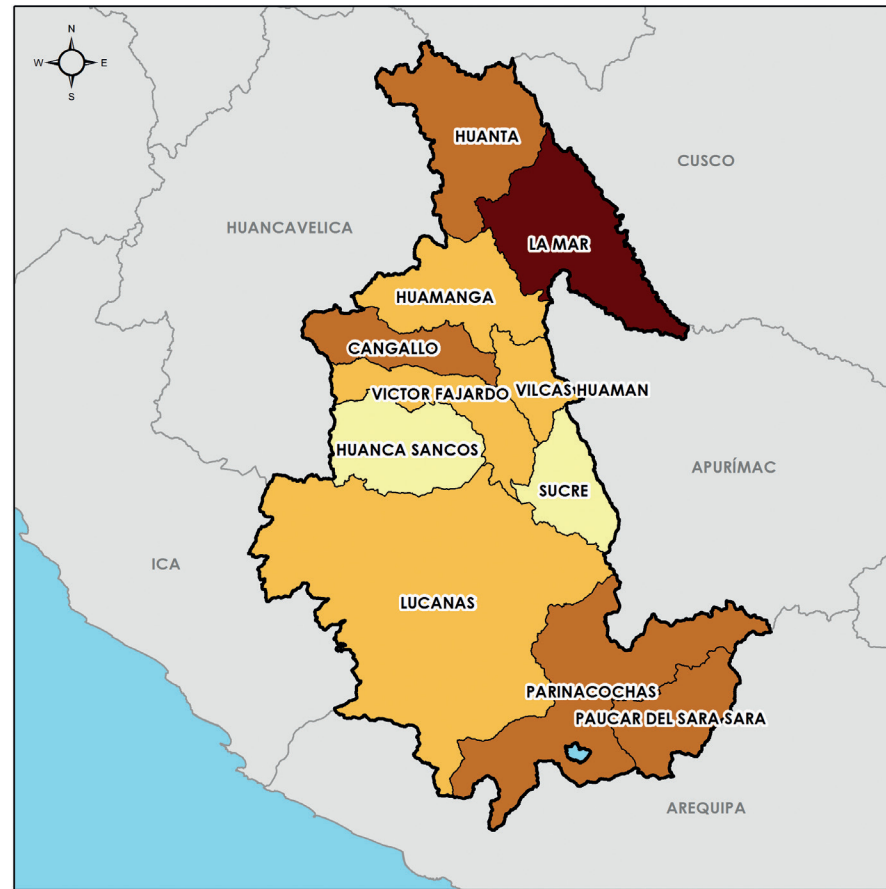 N
W E
S
HUANTA
CUSCO
HUANCAVELICA
LA MAR
HUAMANGA
CANGALLO
VICTOR FAJARDO
VILCAS HUAMAN
HUANCA SANCOS
APURÍMAC
SUCRE
ICA
LUCANAS
PARINACOCHAS
PAUCAR DEL SARA SARA
AREQUIPA